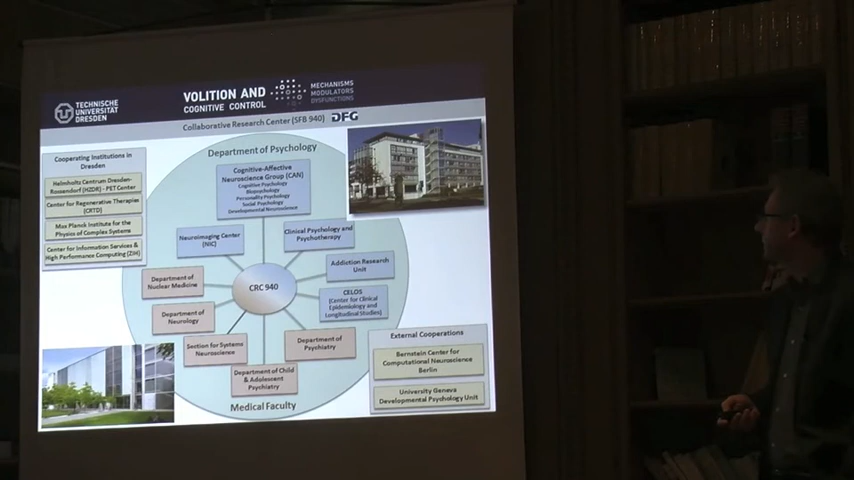 TECHNISCHE
UNIVERSITÄT
DRESDEN
VOLITION AND
COGNITIVE CONTROL
MECHANISMS
MODULATORS
DYSFUNCTIONS
Collaborative Research Center (SFB 940) DFG
Cooperating Institutions in
Dresden
Helmholtz Centrum Dresden-
Rossendorf (HZDR) - PET Center
Center for Regenerative Therapies
(CRTD)
Max Planck Institute for the
Physics of Complex Systems
Center for Information Services &
High Performance Computing (ZIH)
Department of Psychology
Cognitive-Affective
Neuroscience Group (CAN)
Cognitive Psychology
Biopsychology
Personality Psychology
Social Psychology
Developmental Neuroscience
Neuroimaging Center
(NIC)
Clinical Psychology and
Psychotherapy
Addiction Research
Unit
CELOS
(Center for Clinical
Epidemiology and
Longitudinal Studies)
CRC 940
Department of
Nuclear Medicine
Department of
Neurology
Section for Systems
Neuroscience
Department of Child
& Adolescent
Psychiatry
Department of
Psychiatry
Medical Faculty
External Cooperations
Bernstein Center for
Computational Neuroscience
Berlin
University Geneva
Developmental Psychology Unit